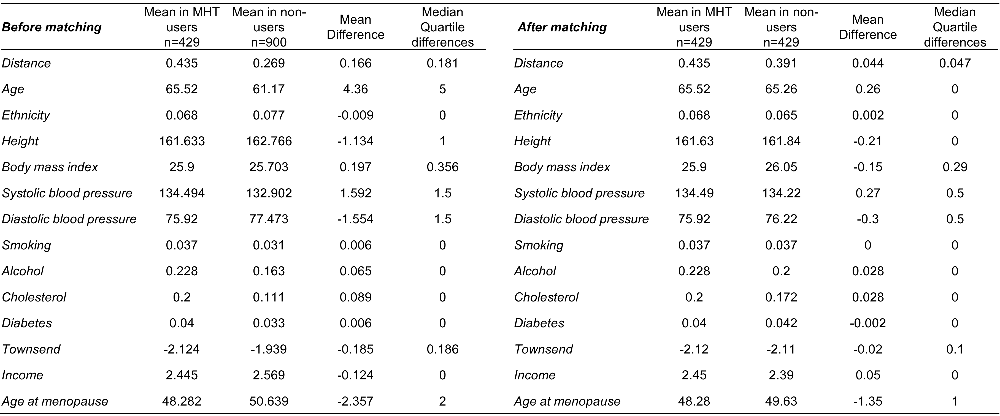 Before matching Mean in MHT users n=429 Mean in non-users n=900 Mean Difference Median Quartile differences
Distance 0.435 0.269 0.166 0.181
Age 65.52 61.17 4.36 5
Ethnicity 0.068 0.077 -0.009 0
Height 161.633 162.766 -1.134 1
Body mass index 25.9 25.703 0.197 0.356
Systolic blood pressure 134.494 132.902 1.592 1.5
Diastolic blood pressure 75.92 77.473 -1.554 1.5
Smoking 0.037 0.031 0.006 0
Alcohol 0.228 0.163 0.065 0
Cholesterol 0.2 0.111 0.089 0
Diabetes 0.04 0.033 0.006 0
Townsend -2.124 -1.939 -0.185 0.186
Income 2.445 2.569 -0.124 0
Age at menopause 48.282 50.639 -2.357 2
After matching Mean in MHT users n=429 Mean in non-users n=429 Mean Difference Median Quartile differences
Distance 0.435 0.391 0.044 0.047
Age 65.52 65.26 0.26 0
Ethnicity 0.068 0.065 0.002 0
Height 161.63 161.84 -0.21 0
Body mass index 25.9 26.05 -0.15 0.29
Systolic blood pressure 134.49 134.22 0.27 0.5
Diastolic blood pressure 75.92 76.22 -0.3 0.5
Smoking 0.037 0.037 0 0
Alcohol 0.228 0.2 0.028 0
Cholesterol 0.2 0.172 0.028 0
Diabetes 0.04 0.042 -0.002 0
Townsend -2.12 -2.11 -0.02 0.1
Income 2.45 2.39 0.05 0
Age at menopause 48.28 49.63 -1.35 1